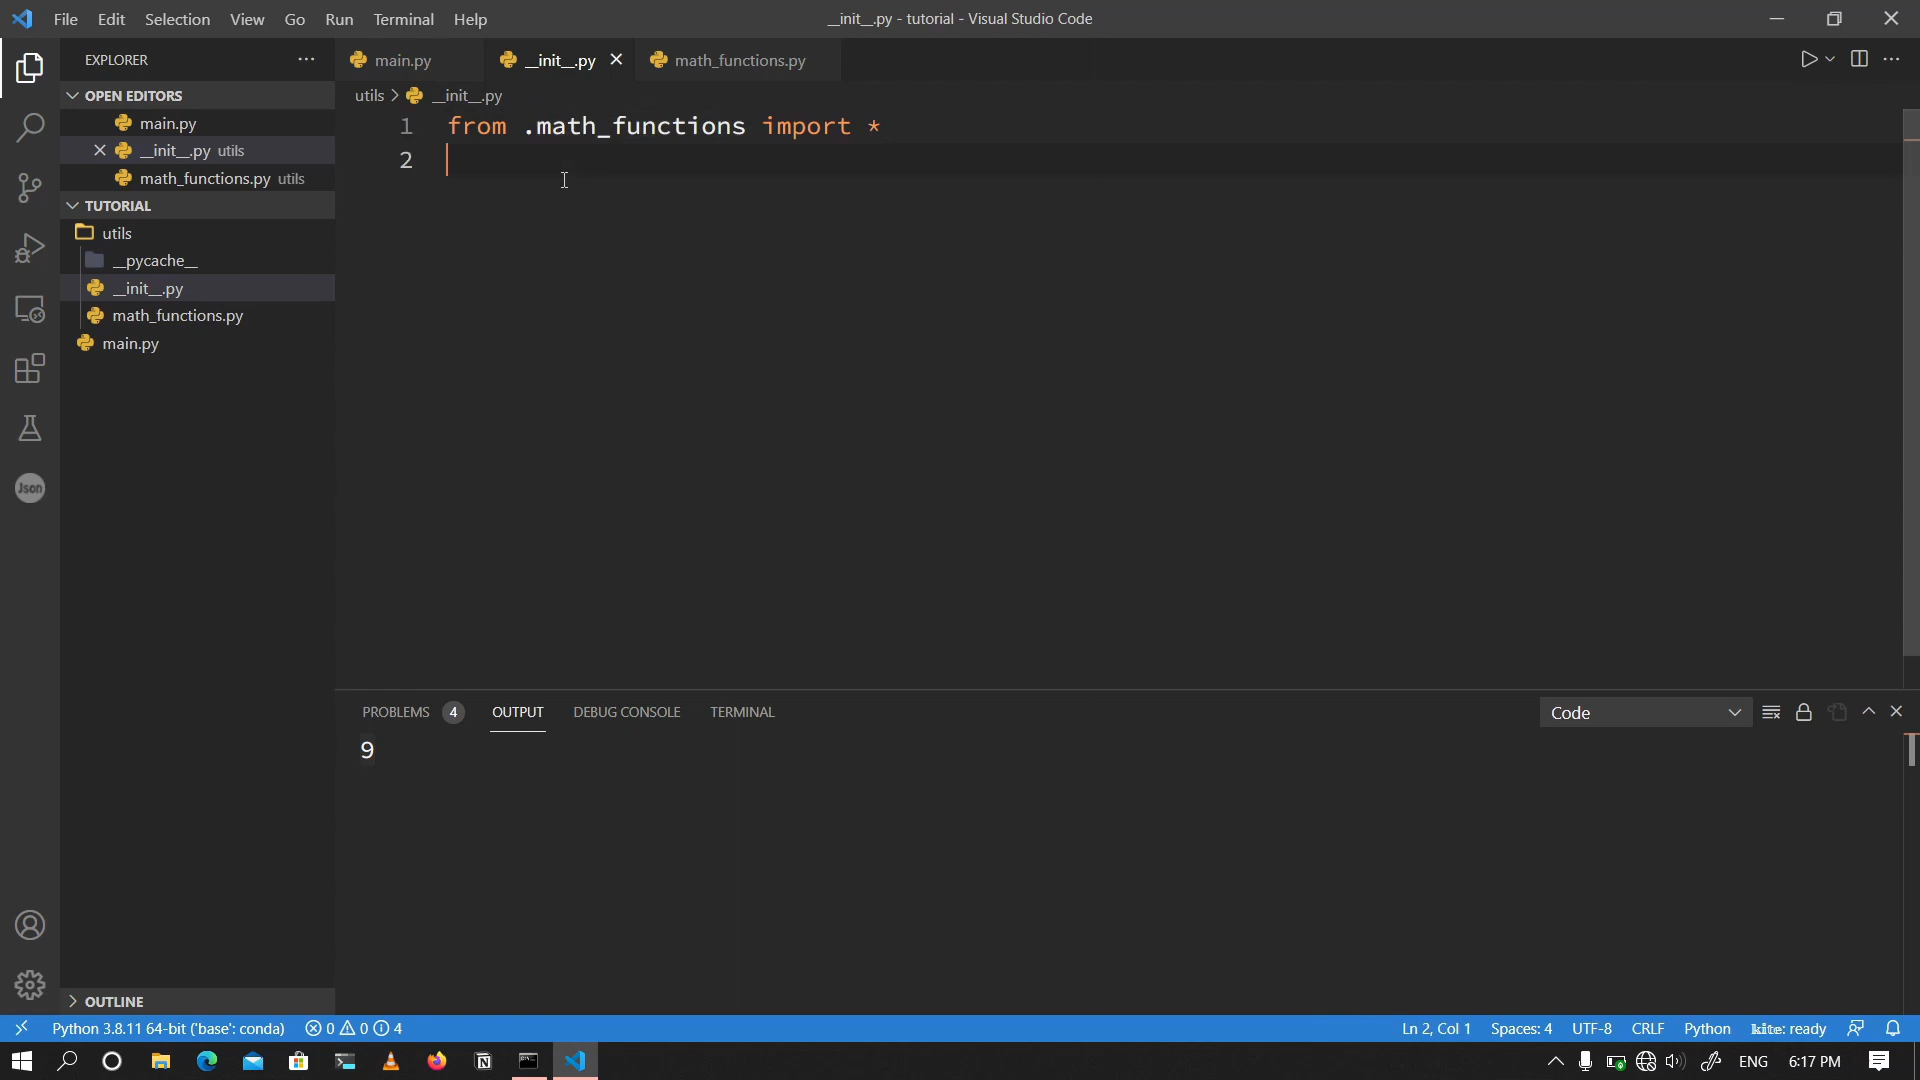 File Edit Selection View Go Run Terminal Help
__init__.py - tutorial - Visual Studio Code
EXPLORER
OPEN EDITORS
main.py
__init__.py utils
math_functions.py utils
TUTORIAL
utils
__pycache__
__init__.py
math_functions.py
main.py
Json
OUTLINE
main.py __init__.py math_functions.py
utils > __init__.py
1 from .math_functions import *
2
PROBLEMS 4 OUTPUT DEBUG CONSOLE TERMINAL
Code
9
Python 3.8.11 64-bit ('base': conda) 0 0 4
Ln 2, Col 1 Spaces: 4 UTF-8 CRLF Python kite: ready
ENG 6:17 PM